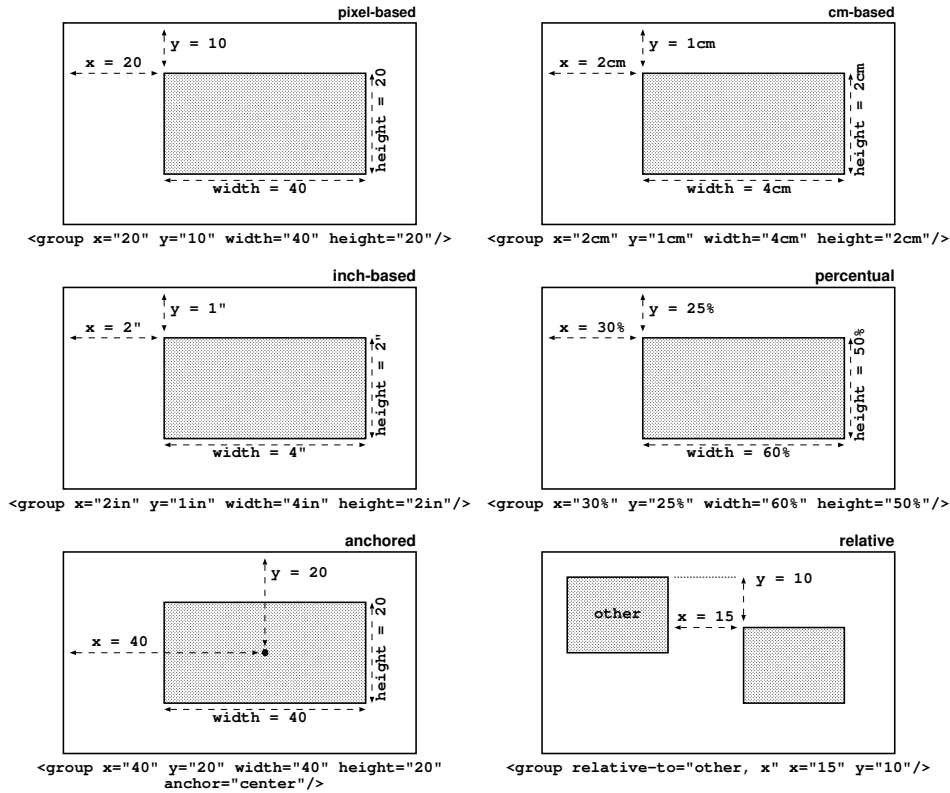 pixel-based
y = 10
x = 20
height = 20
width = 40
<group x="20" y="10" width="40" height="20"/>
cm-based
y = 1cm
x = 2cm
height = 2cm
width = 4cm
<group x="2cm" y="1cm" width="4cm" height="2cm"/>
inch-based
y = 1"
x = 2"
height = 2"
width = 4"
<group x="2in" y="1in" width="4in" height="2in"/>
percentual
y = 25%
x = 30%
height = 50%
width = 60%
<group x="30%" y="25%" width="60%" height="50%"/>
anchored
y = 20
x = 40
height = 20
width = 40
<group x="40" y="20" width="40" height="20"
anchor="center"/>
relative
y = 10
other
x = 15
<group relative-to="other, x" x="15" y="10"/>